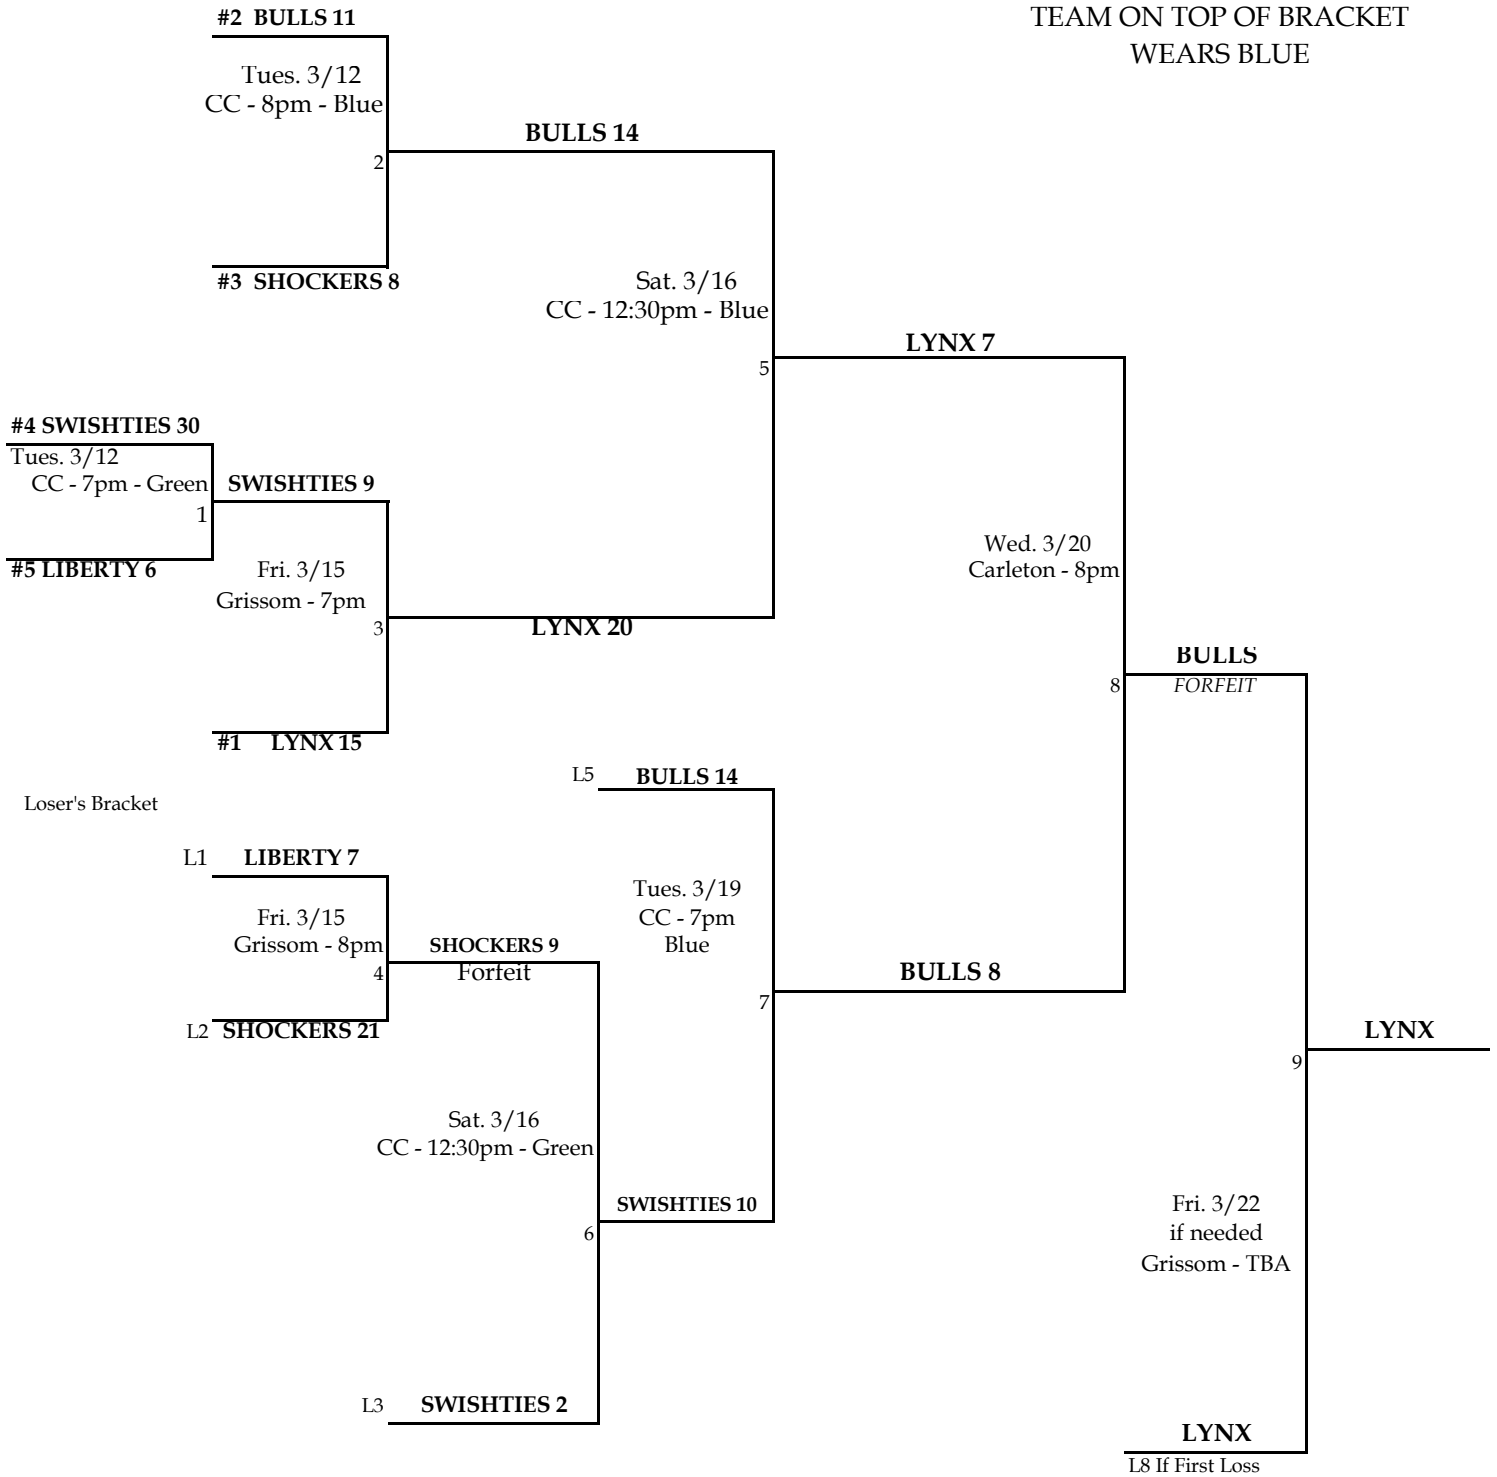 #2  BULLS 11
TEAM ON TOP OF BRACKET
WEARS BLUE
Tues. 3/12
CC - 8pm - Blue
BULLS 14
2
#3  SHOCKERS 8
Sat. 3/16
CC - 12:30pm - Blue
LYNX 7
5
#4 SWISHTIES 30
Tues. 3/12
CC - 7pm - Green
SWISHTIES 9
1
#5 LIBERTY 6
Fri. 3/15
Grissom - 7pm
Wed. 3/20
Carleton - 8pm
3
LYNX 20
BULLS
8
FORFEIT
#1 LYNX 15
L5 BULLS 14
Loser's Bracket
L1 LIBERTY 7
Fri. 3/15
Grissom - 8pm
Tues. 3/19
CC - 7pm
Blue
SHOCKERS 9
4
Forfeit
BULLS 8
7
L2 SHOCKERS 21
LYNX
9
Sat. 3/16
CC - 12:30pm - Green
SWISHTIES 10
6
Fri. 3/22
if needed
Grissom - TBA
L3 SWISHTIES 2
LYNX
L8 If First Loss